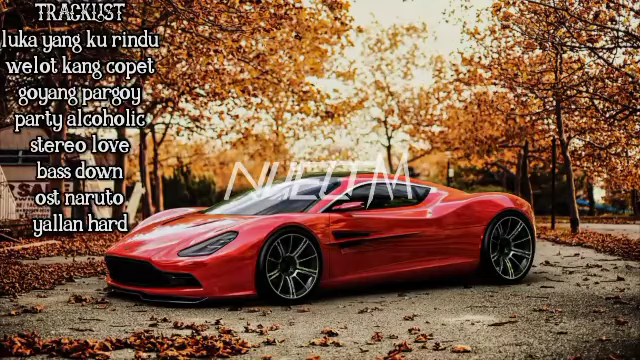 TRACKLIST
luka yang ku rindu
welot kang copet
goyang pargoy
party alcoholic
stereo love
bass down
ost naruto
yallan hard